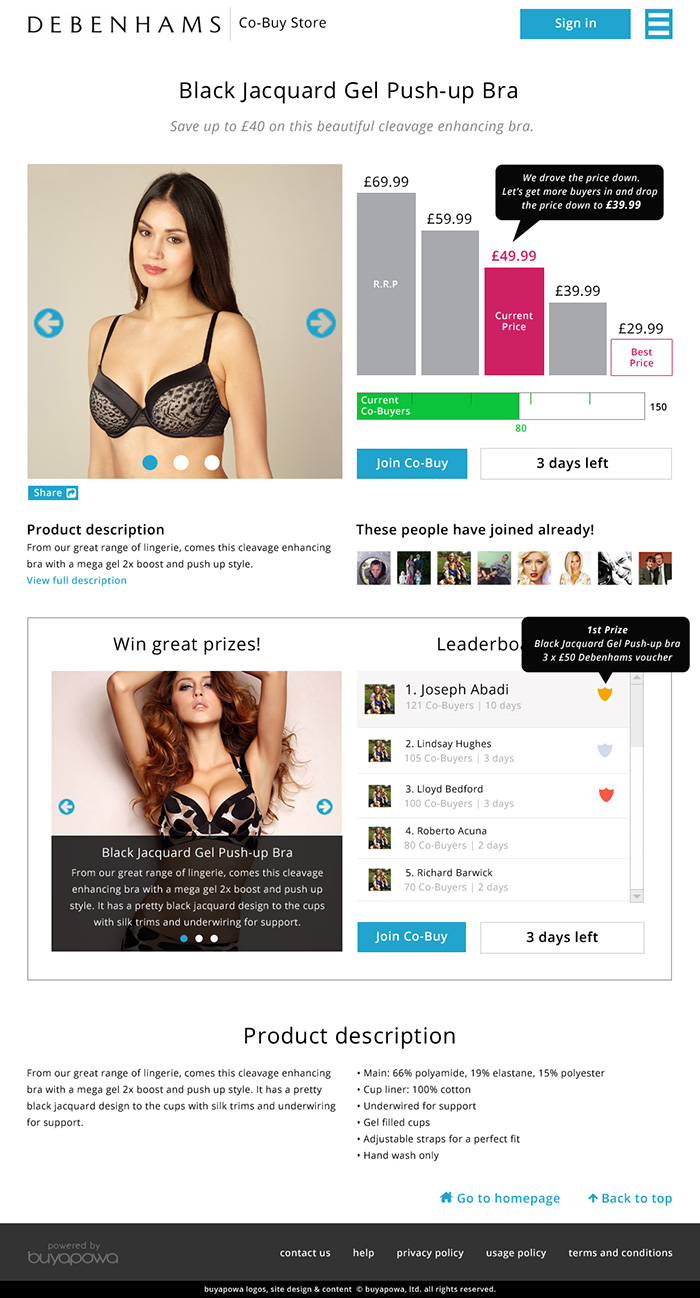 DEBENHAMS Co-Buy Store
Sign in
Black Jacquard Gel Push-up Bra
Save up to £40 on this beautiful cleavage enhancing bra.
We drove the price down.
Let's get more buyers in and drop
the price down to £39.99
£69.99
£59.99
£49.99
£39.99
£29.99
R.R.P
Current
Price
Best
Price
Current
Co-Buyers
150
80
Join Co-Buy
3 days left
Share
Product description
From our great range of lingerie, comes this cleavage enhancing
bra with a mega gel 2x boost and push up style.
View full description
These people have joined already!
Win great prizes!
Black Jacquard Gel Push-up Bra
From our great range of lingerie, comes this cleavage
enhancing bra with a mega gel 2x boost and push up
style. It has a pretty black jacquard design to the cups
with silk trims and underwiring for support.
Leaderboa
1st Prize
Black Jacquard Gel Push-up bra
3 x £50 Debenhams voucher
1. Joseph Abadi
121 Co-Buyers | 10 days
2. Lindsay Hughes
105 Co-Buyers | 3 days
3. Lloyd Bedford
100 Co-Buyers | 3 days
4. Roberto Acuna
80 Co-Buyers | 2 days
5. Richard Barwick
70 Co-Buyers | 2 days
Join Co-Buy
3 days left
Product description
From our great range of lingerie, comes this cleavage enhancing
bra with a mega gel 2x boost and push up style. It has a pretty
black jacquard design to the cups with silk trims and underwiring
for support.
• Main: 66% polyamide, 19% elastane, 15% polyester
• Cup liner: 100% cotton
• Underwired for support
• Gel filled cups
• Adjustable straps for a perfect fit
• Hand wash only
Go to homepage
Back to top
powered by
buyapowa
contact us
help
privacy policy
usage policy
terms and conditions
buyapowa logos, site design & content © buyapowa, ltd. all rights reserved.